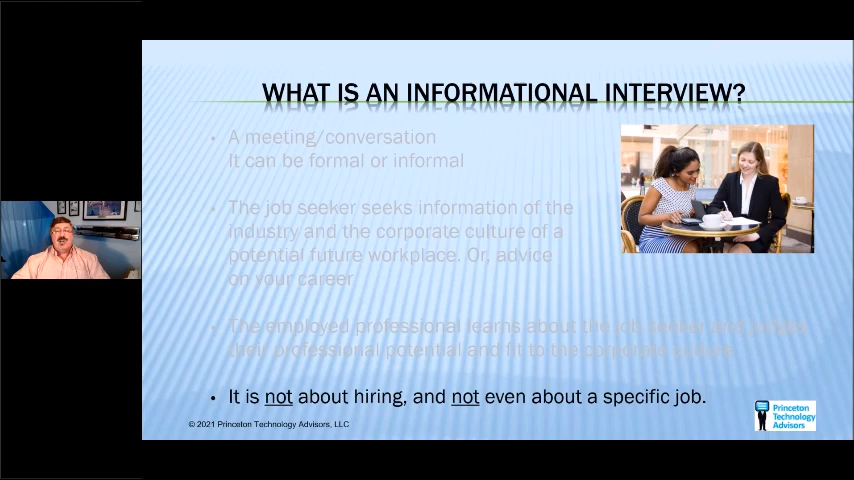 WHAT IS AN INFORMATIONAL INTERVIEW?
• A meeting/conversation
It can be formal or informal
The job seeker seeks information of the
industry and the corporate culture of a
potential future workplace. Or, advice
on your career
• The employed professional learns about the job seeker and judges
their professional potential and fit to the corporate culture.
• It is not about hiring, and not even about a specific job.
© 2021 Princeton Technology Advisors, LLC
Princeton
Technology
Advisors